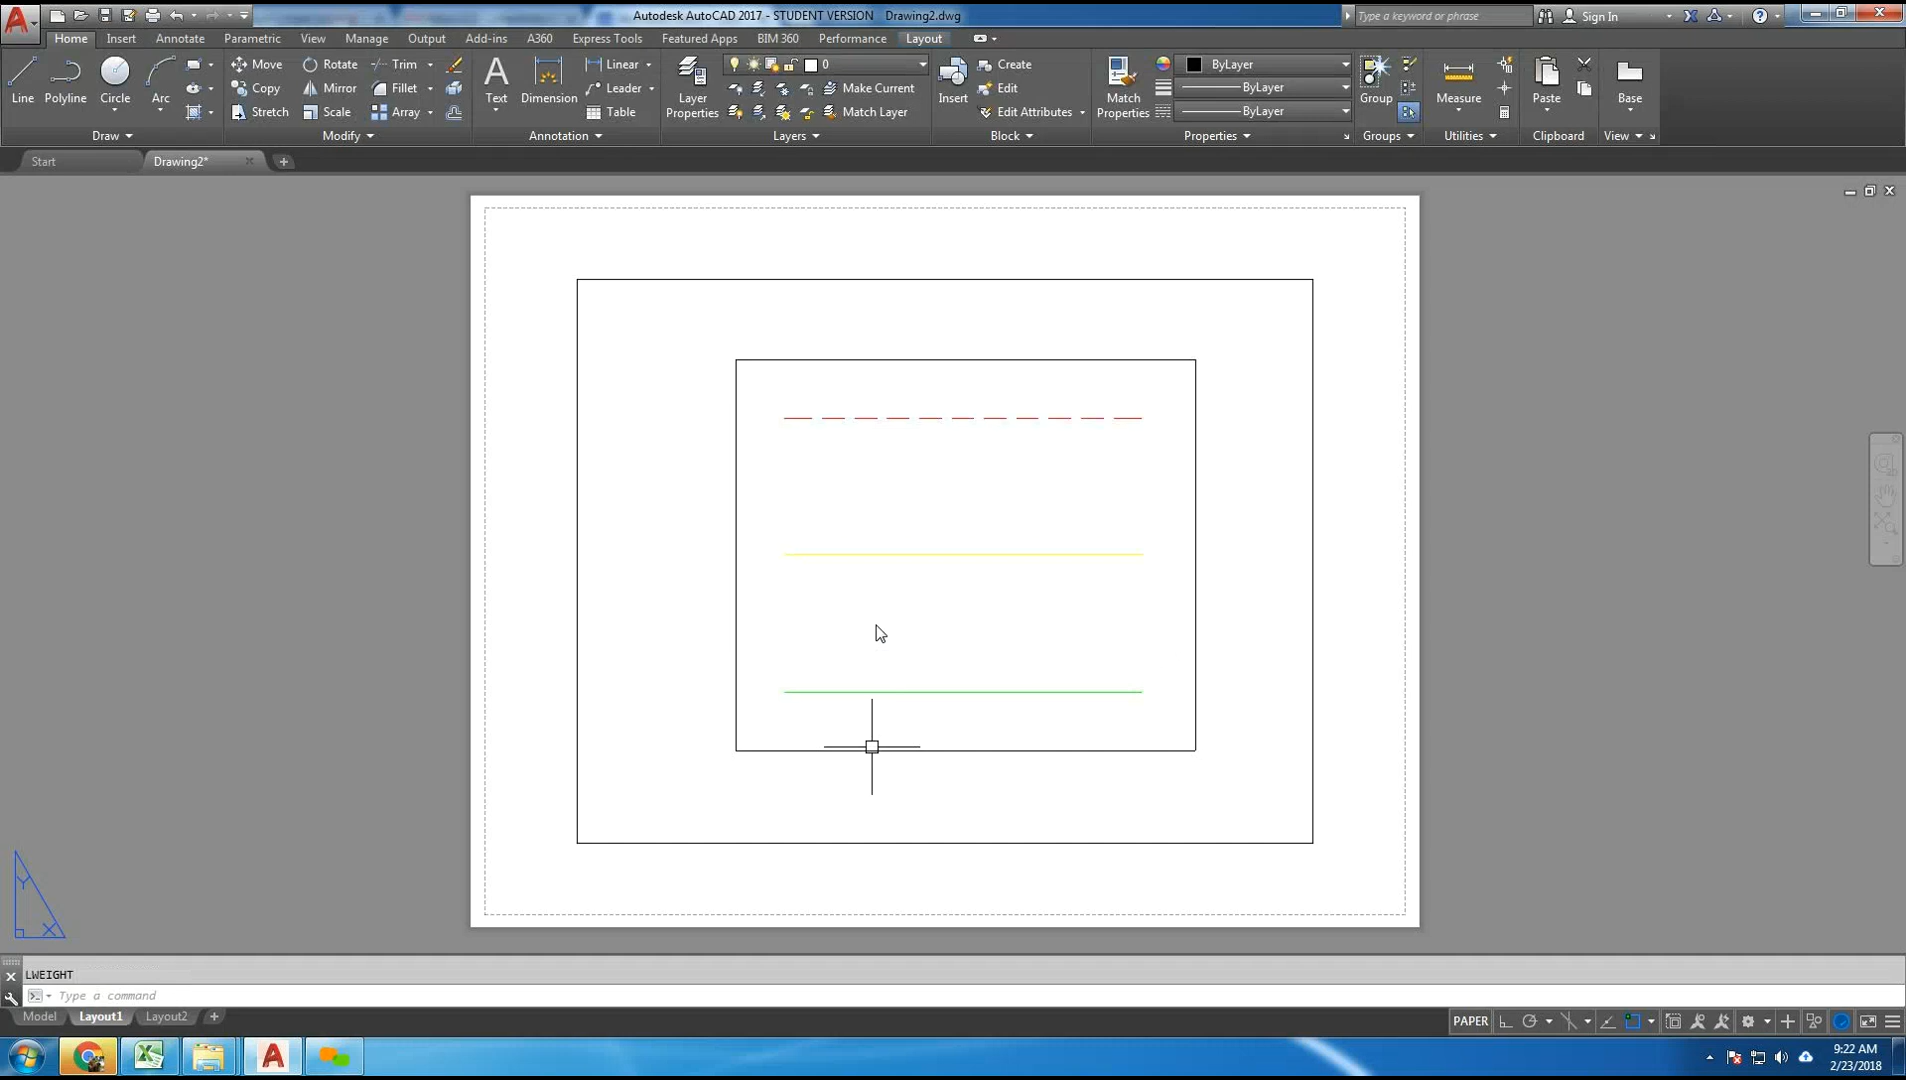 Autodesk AutoCAD 2017 - STUDENT VERSION Drawing2.dwg
Type a keyword or phrase
Sign In
Home Insert Annotate Parametric View Manage Output Add-ins A360 Express Tools Featured Apps BIM 360 Performance Layout
Line
Polyline
Circle
Arc
Draw
Move
Rotate
Trim
Copy
Mirror
Fillet
Stretch
Scale
Array
Modify
Text
Dimension
Linear
Leader
Table
Annotation
Layer
Properties
0
Make Current
Match Layer
Layers
Insert
Create
Edit
Edit Attributes
Block
Match
Properties
ByLayer
ByLayer
ByLayer
Properties
Group
Groups
Measure
Utilities
Paste
Clipboard
Base
View
Start
Drawing2*
Y
X
LWEIGHT
Type a command
Model Layout1 Layout2
PAPER
9:22 AM
2/23/2018